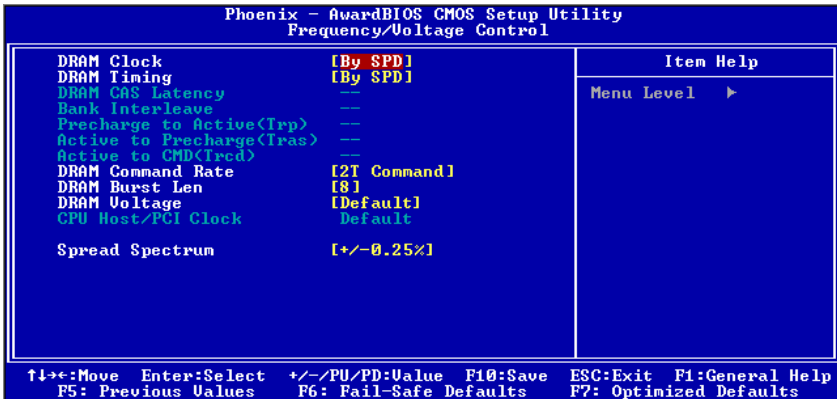 Phoenix - AwardBIOS CMOS Setup Utility
Frequency/Voltage Control
DRAM Clock [By SPD]
DRAM Timing [By SPD]
DRAM CAS Latency --
Bank Interleave --
Precharge to Active(Trp) --
Active to Precharge(Tras) --
Active to CMD(Trcd) --
DRAM Command Rate [2T Command]
DRAM Burst Len [8]
DRAM Voltage [Default]
CPU Host/PCI Clock Default
Spread Spectrum [+/-0.25%]
Item Help
Menu Level ▶
↑↓→←:Move Enter:Select +/-/PU/PD:Value F10:Save ESC:Exit F1:General Help
F5: Previous Values F6: Fail-Safe Defaults F7: Optimized Defaults